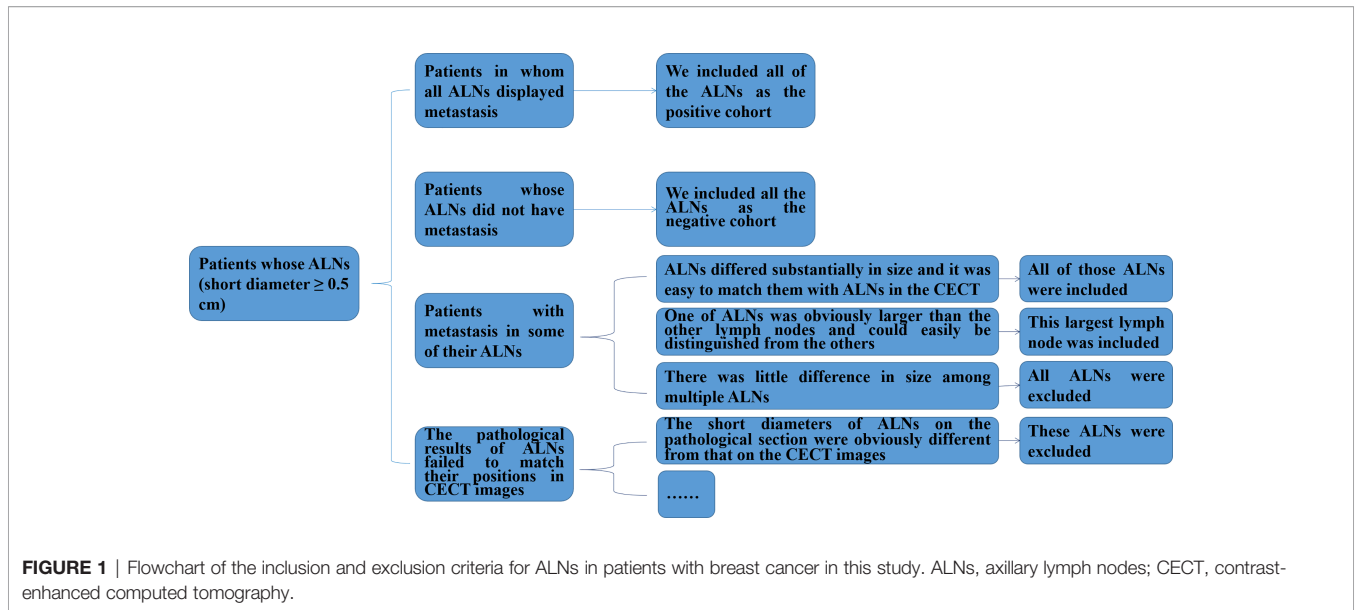 Patients in whom
all ALNs displayed
metastasis
We included all of
the ALNs as the
positive cohort
Patients whose
ALNs did not have
metastasis
We included all the
ALNs as the
negative cohort
Patients whose ALNs
(short diameter ≥ 0.5
cm)
Patients with
metastasis in some
of their ALNs
ALNs differed substantially in size and it was
easy to match them with ALNs in the CECT
All of those ALNs
were included
One of ALNs was obviously larger than the
other lymph nodes and could easily be
distinguished from the others
This largest lymph
node was included
There was little difference in size among
multiple ALNs
All ALNs were
excluded
The pathological
results of ALNs
failed to match
their positions in
CECT images
The short diameters of ALNs on the
pathological section were obviously different
from that on the CECT images
These ALNs were
excluded
……
FIGURE 1 | Flowchart of the inclusion and exclusion criteria for ALNs in patients with breast cancer in this study. ALNs, axillary lymph nodes; CECT, contrast-
enhanced computed tomography.